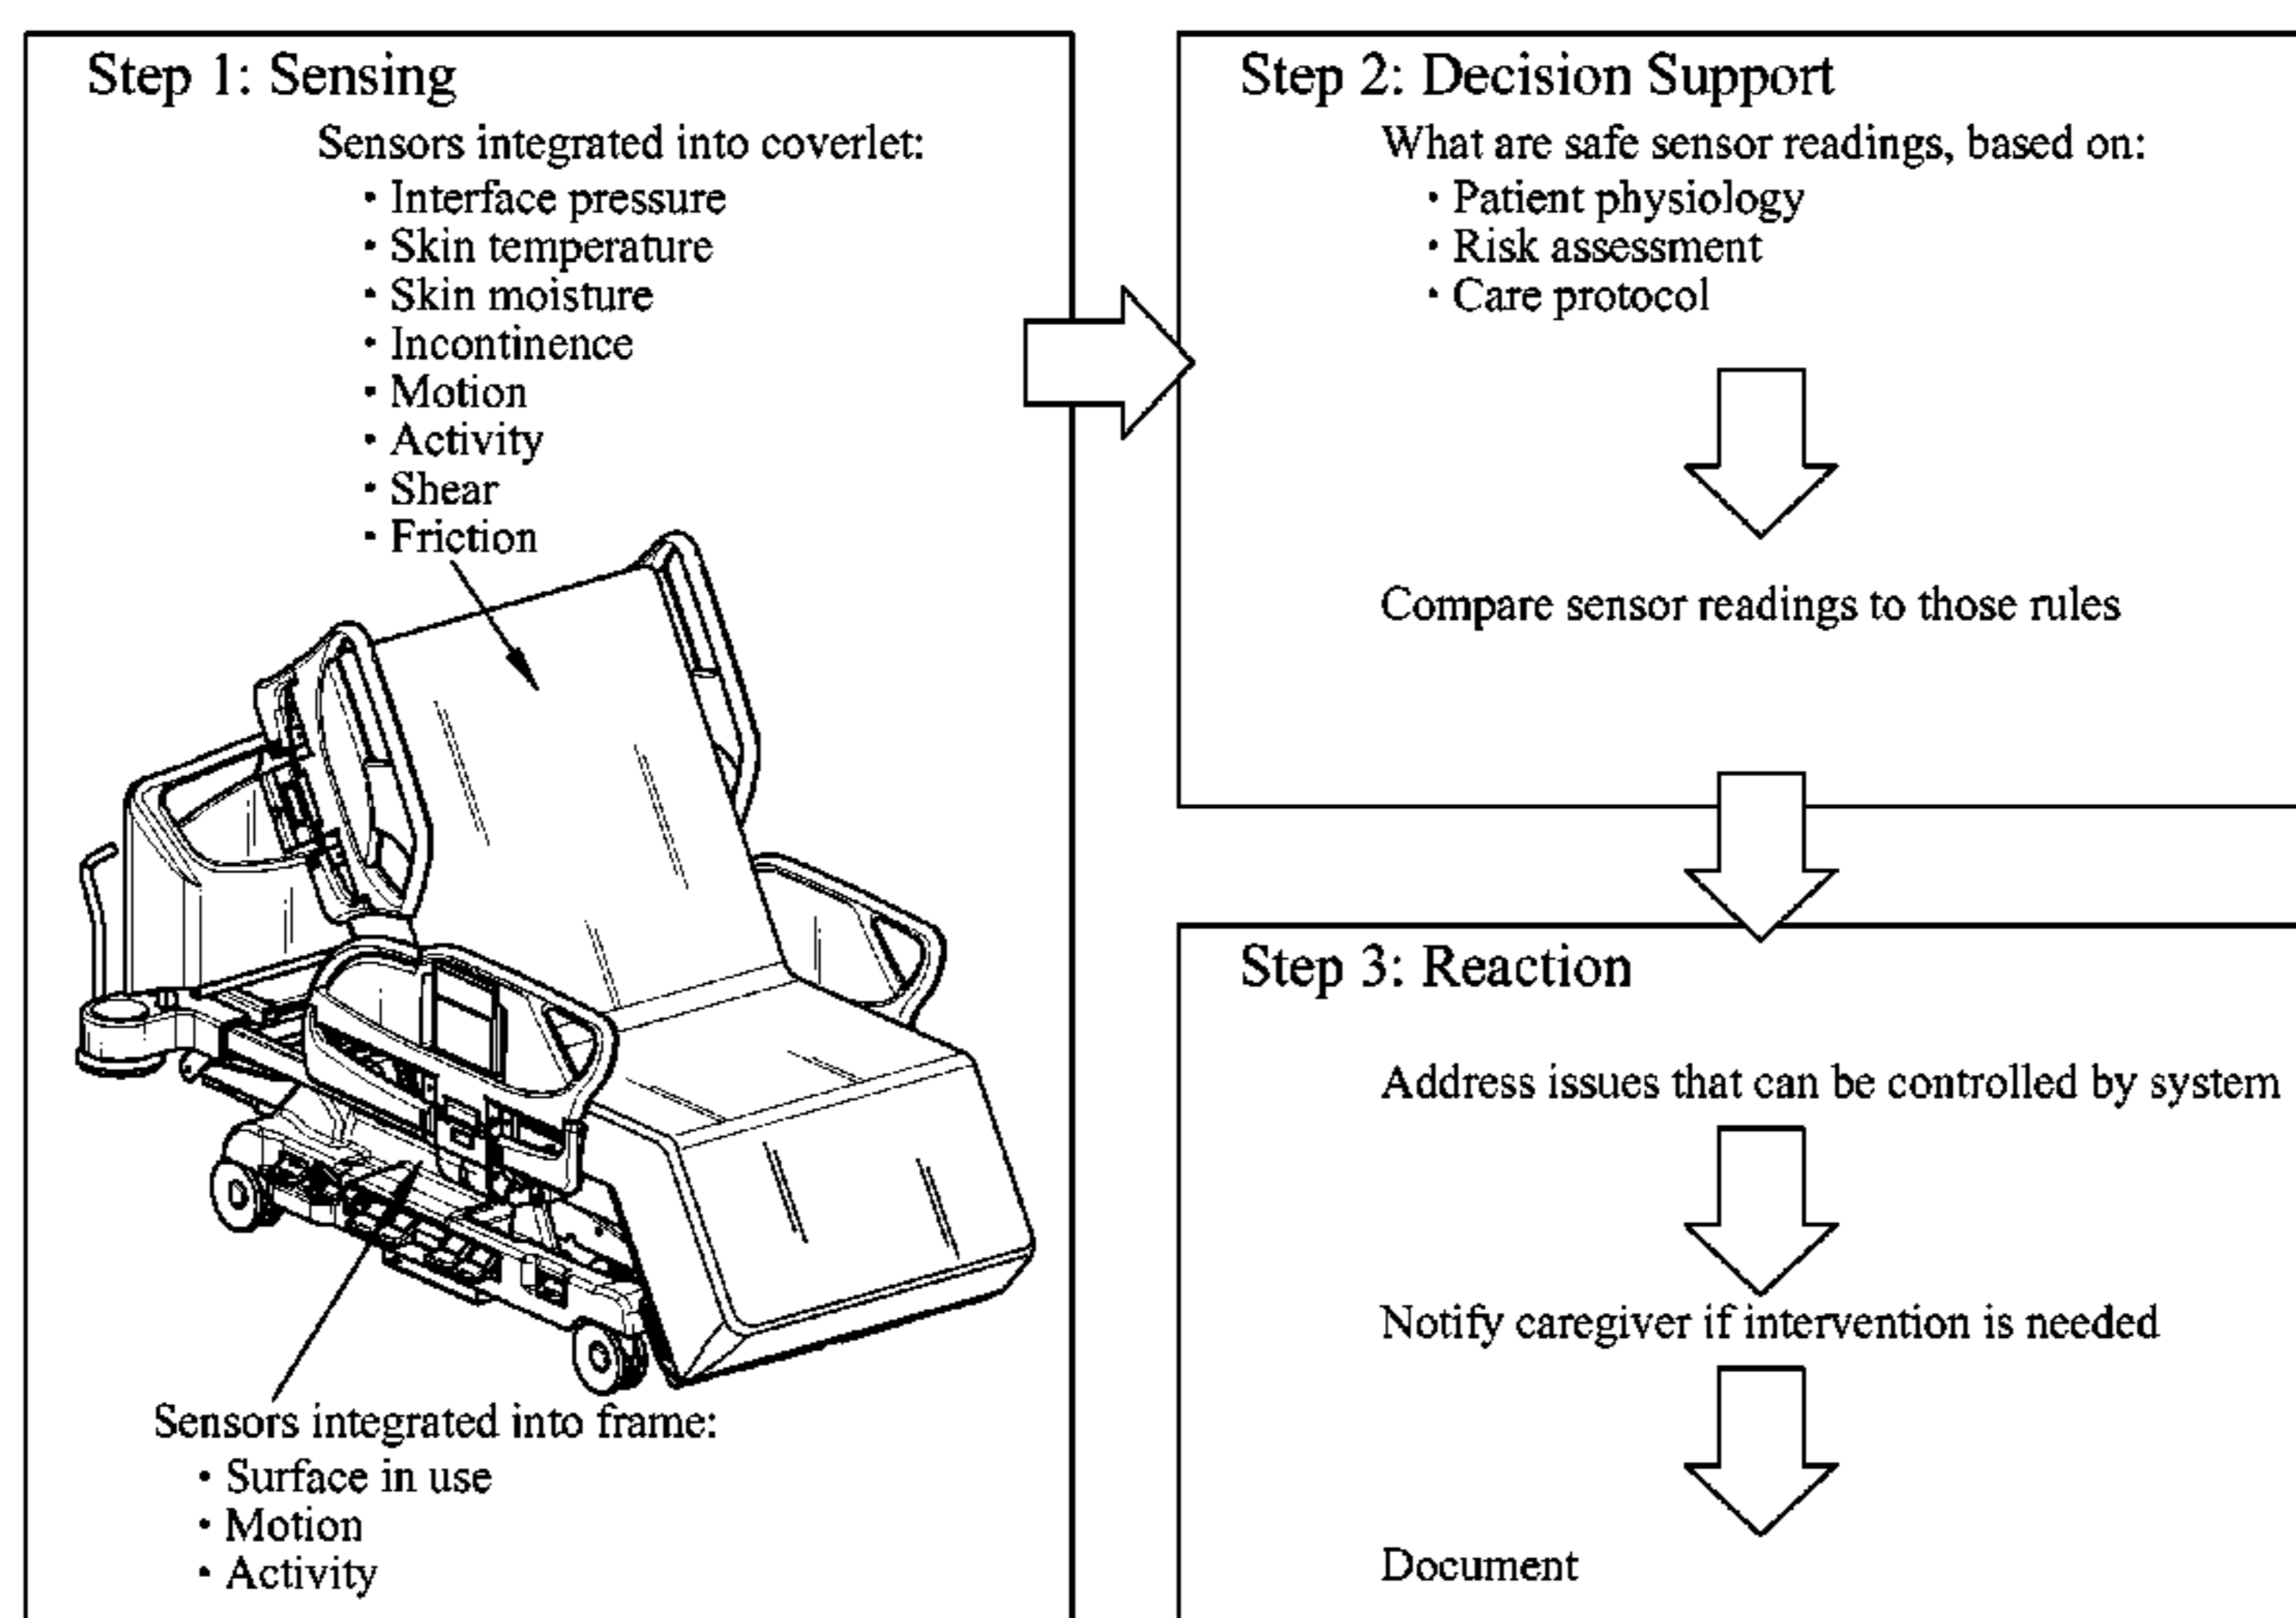 Step 1: Sensing
Sensors integrated into coverlet:
• Interface pressure
• Skin temperature
• Skin moisture
• Incontinence
• Motion
• Activity
• Shear
• Friction
Sensors integrated into frame:
• Surface in use
• Motion
• Activity
Step 2: Decision Support
What are safe sensor readings, based on:
• Patient physiology
• Risk assessment
• Care protocol
Compare sensor readings to those rules
Step 3: Reaction
Address issues that can be controlled by system
Notify caregiver if intervention is needed
Document